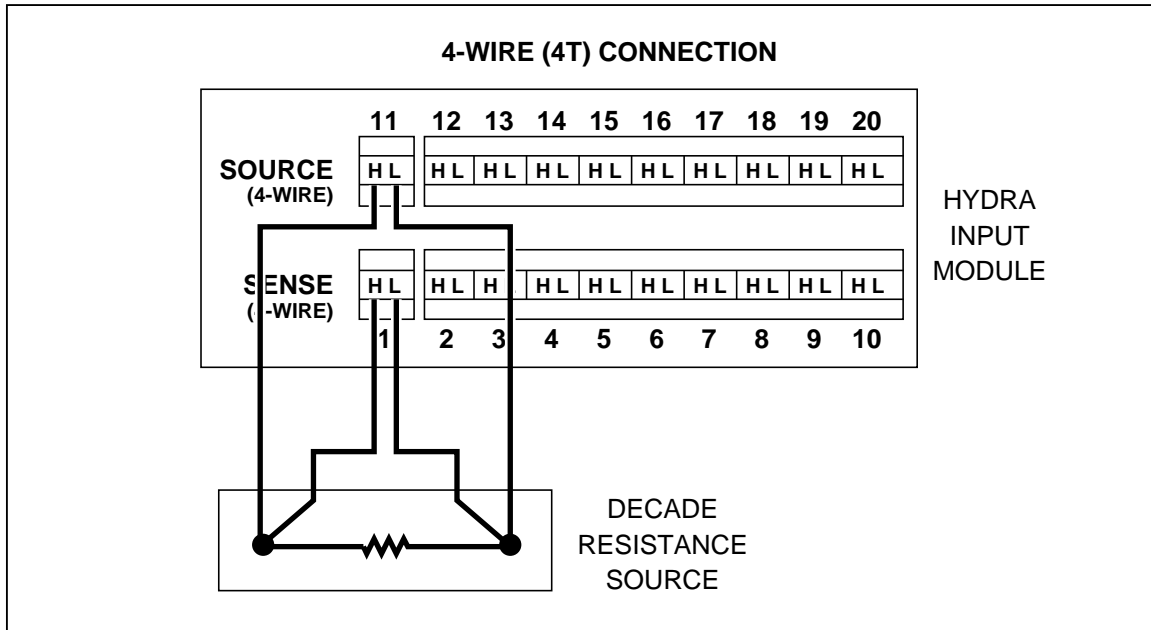 4-WIRE (4T) CONNECTION
11 12 13 14 15 16 17 18 19 20
SOURCE
(4-WIRE)
H L H L H L H L H L H L H L H L H L H L
HYDRA
INPUT
MODULE
SENSE
H L H L H H L H L H L H L H L H L H L
1 2 3 4 5 6 7 8 9 10
DECADE
RESISTANCE
SOURCE